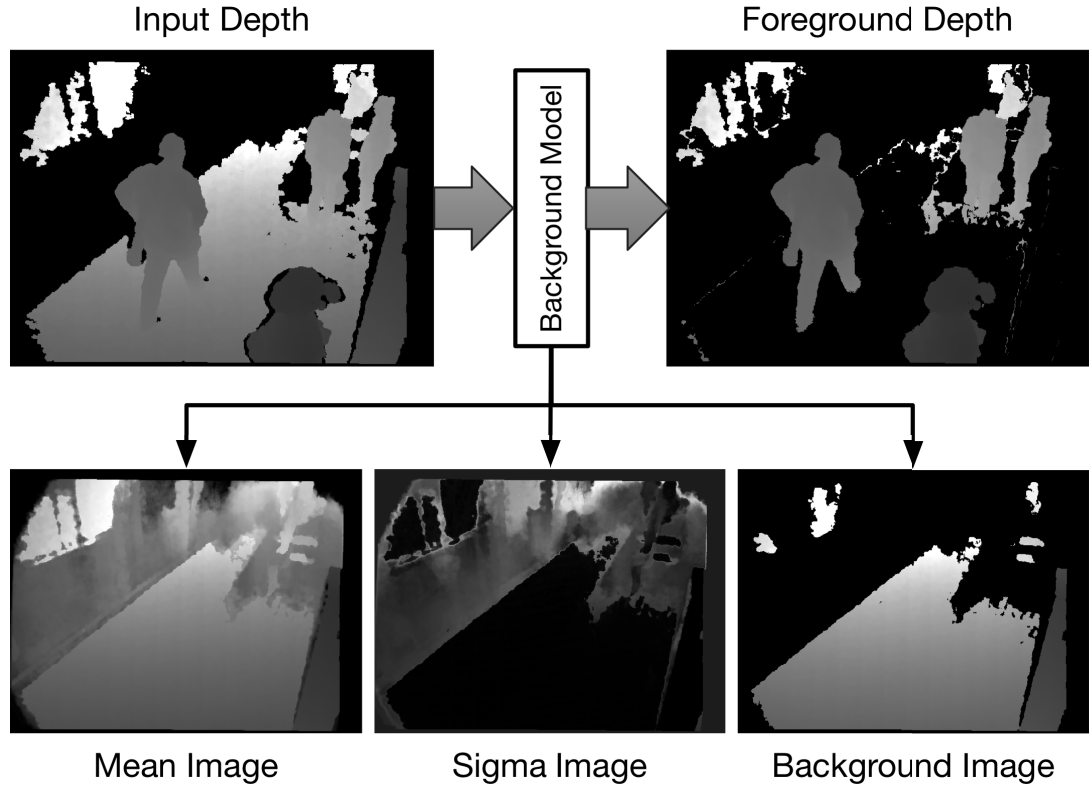 Input Depth
Foreground Depth
Background Model
Mean Image
Sigma Image
Background Image